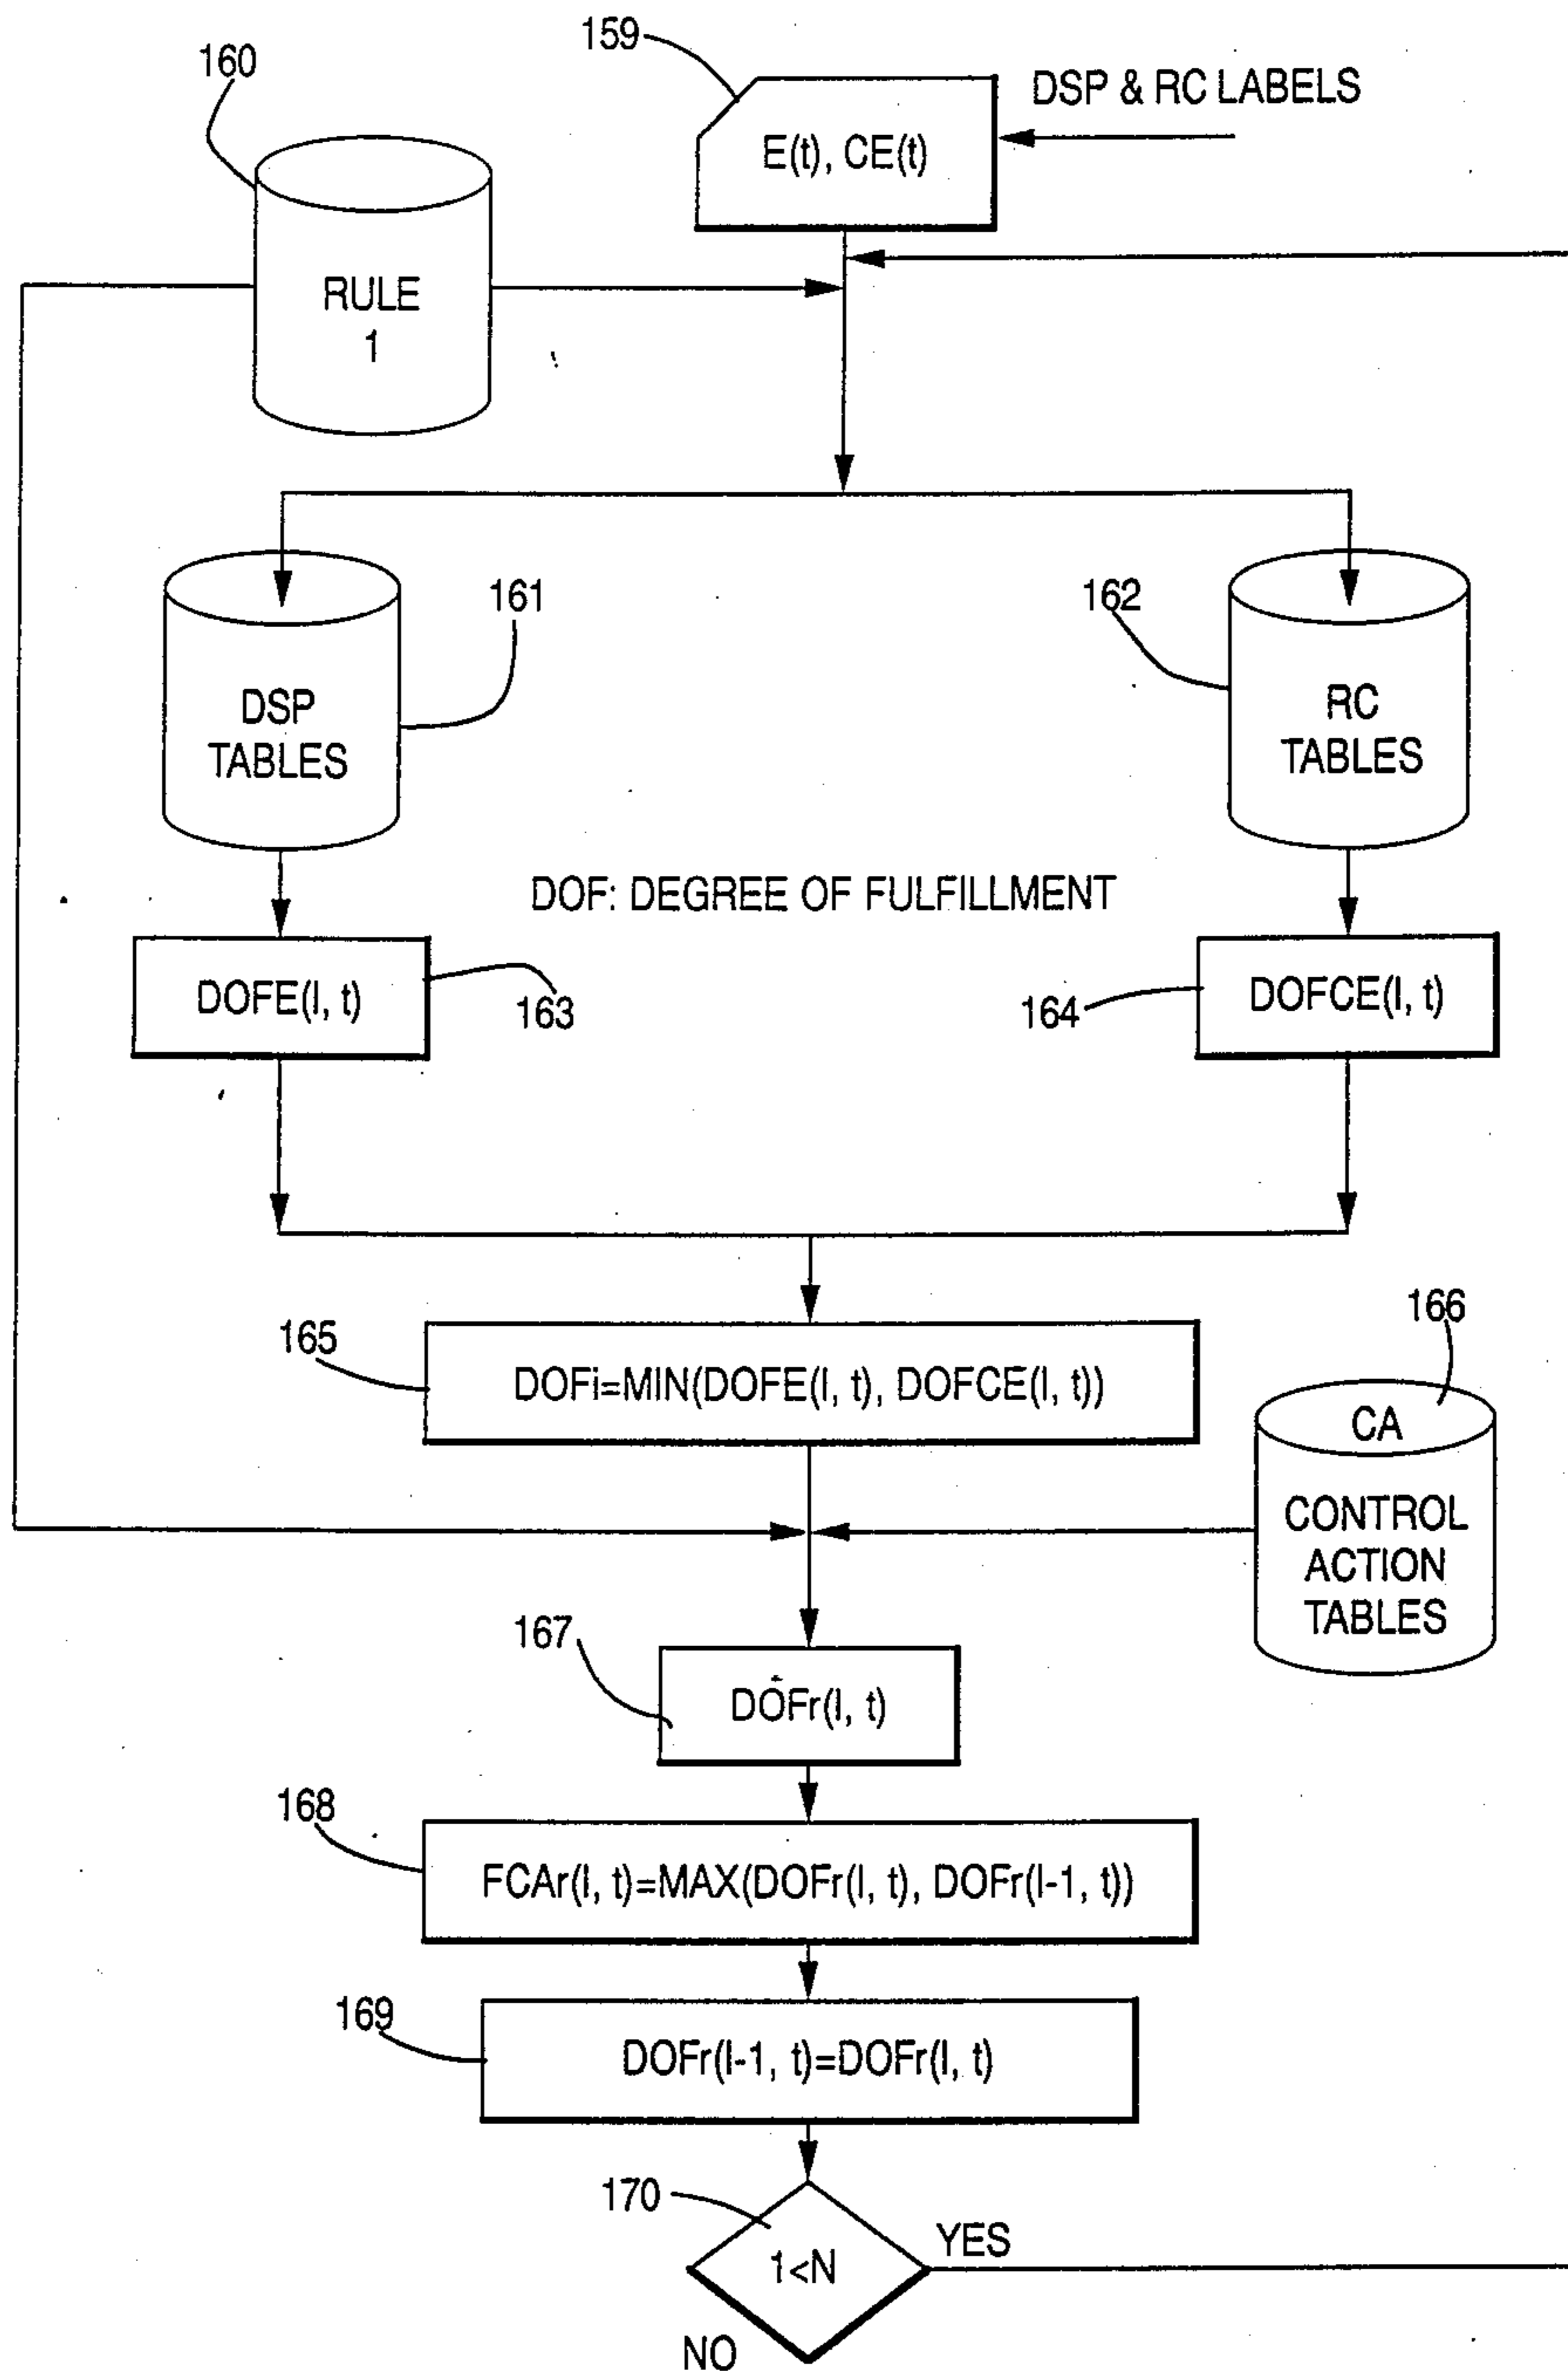 159
160
DSP & RC LABELS
E(t), CE(t)
RULE
1
161
162
DSP
TABLES
RC
TABLES
DOF: DEGREE OF FULFILLMENT
DOFE(I, t)
163
164
DOFCE(I, t)
166
165
DOFi=MIN(DOFE(I, t), DOFCE(I, t))
CA
CONTROL
ACTION
TABLES
167
DOFr(I, t)
168
FCAr(I, t)=MAX(DOFr(I, t), DOFr(I-1, t))
169
DOFr(I-1, t)=DOFr(I, t)
170
YES
1<N
NO